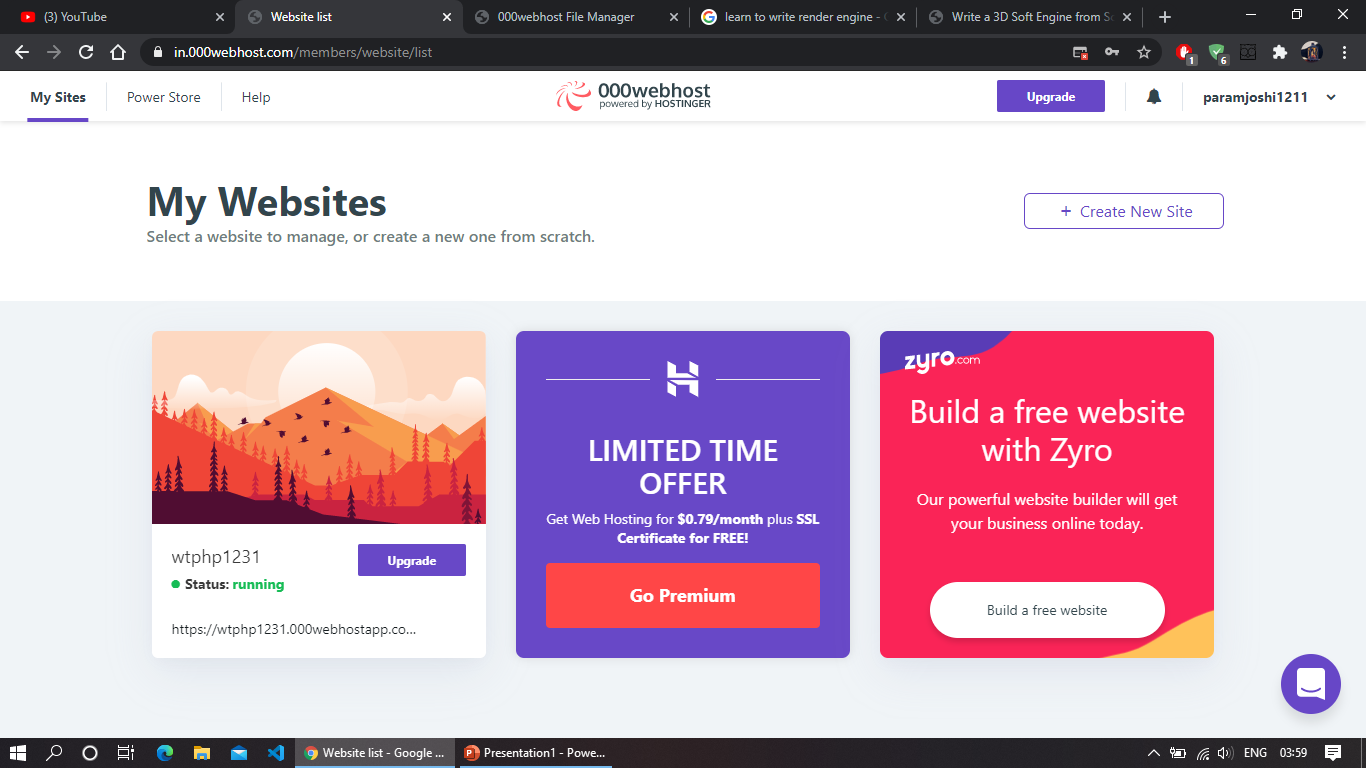 (3) YouTube
Website list
000webhost File Manager
learn to write render engine - G
Write a 3D Soft Engine from Sc
in.000webhost.com/members/website/list
1
6
My Sites
Power Store
Help
000webhost
powered by HOSTINGER
Upgrade
paramjoshi1211
My Websites
Select a website to manage, or create a new one from scratch.
+ Create New Site
wtphp1231
Upgrade
Status: running
https://wtphp1231.000webhostapp.co...
LIMITED TIME
OFFER
Get Web Hosting for $0.79/month plus SSL
Certificate for FREE!
Go Premium
zyro.com
Build a free website
with Zyro
Our powerful website builder will get
your business online today.
Build a free website
Website list - Google ...
Presentation1 - Powe...
ENG
03:59